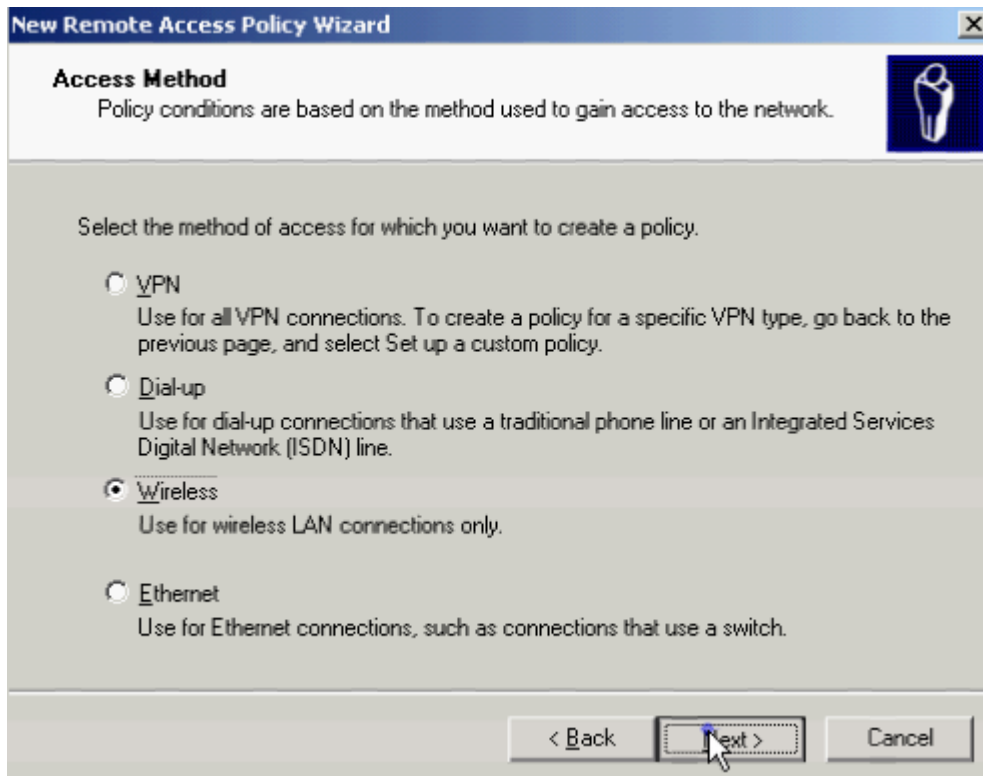 New Remote Access Policy Wizard
Access Method
Policy conditions are based on the method used to gain access to the network.
Select the method of access for which you want to create a policy.
VPN
Use for all VPN connections. To create a policy for a specific VPN type, go back to the
previous page, and select Set up a custom policy.
Dial-up
Use for dial-up connections that use a traditional phone line or an Integrated Services
Digital Network (ISDN) line.
Wireless
Use for wireless LAN connections only.
Ethernet
Use for Ethernet connections, such as connections that use a switch.
< Back Next > Cancel